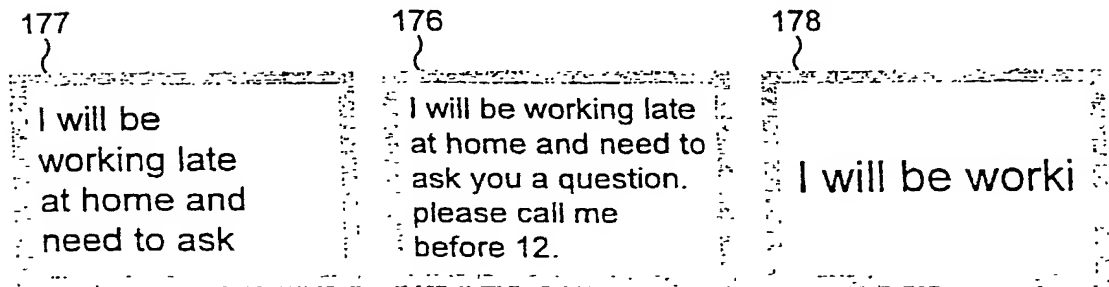 177
I will be
working late
at home and
need to ask
176
I will be working late
at home and need to
ask you a question.
please call me
before 12.
178
I will be worki